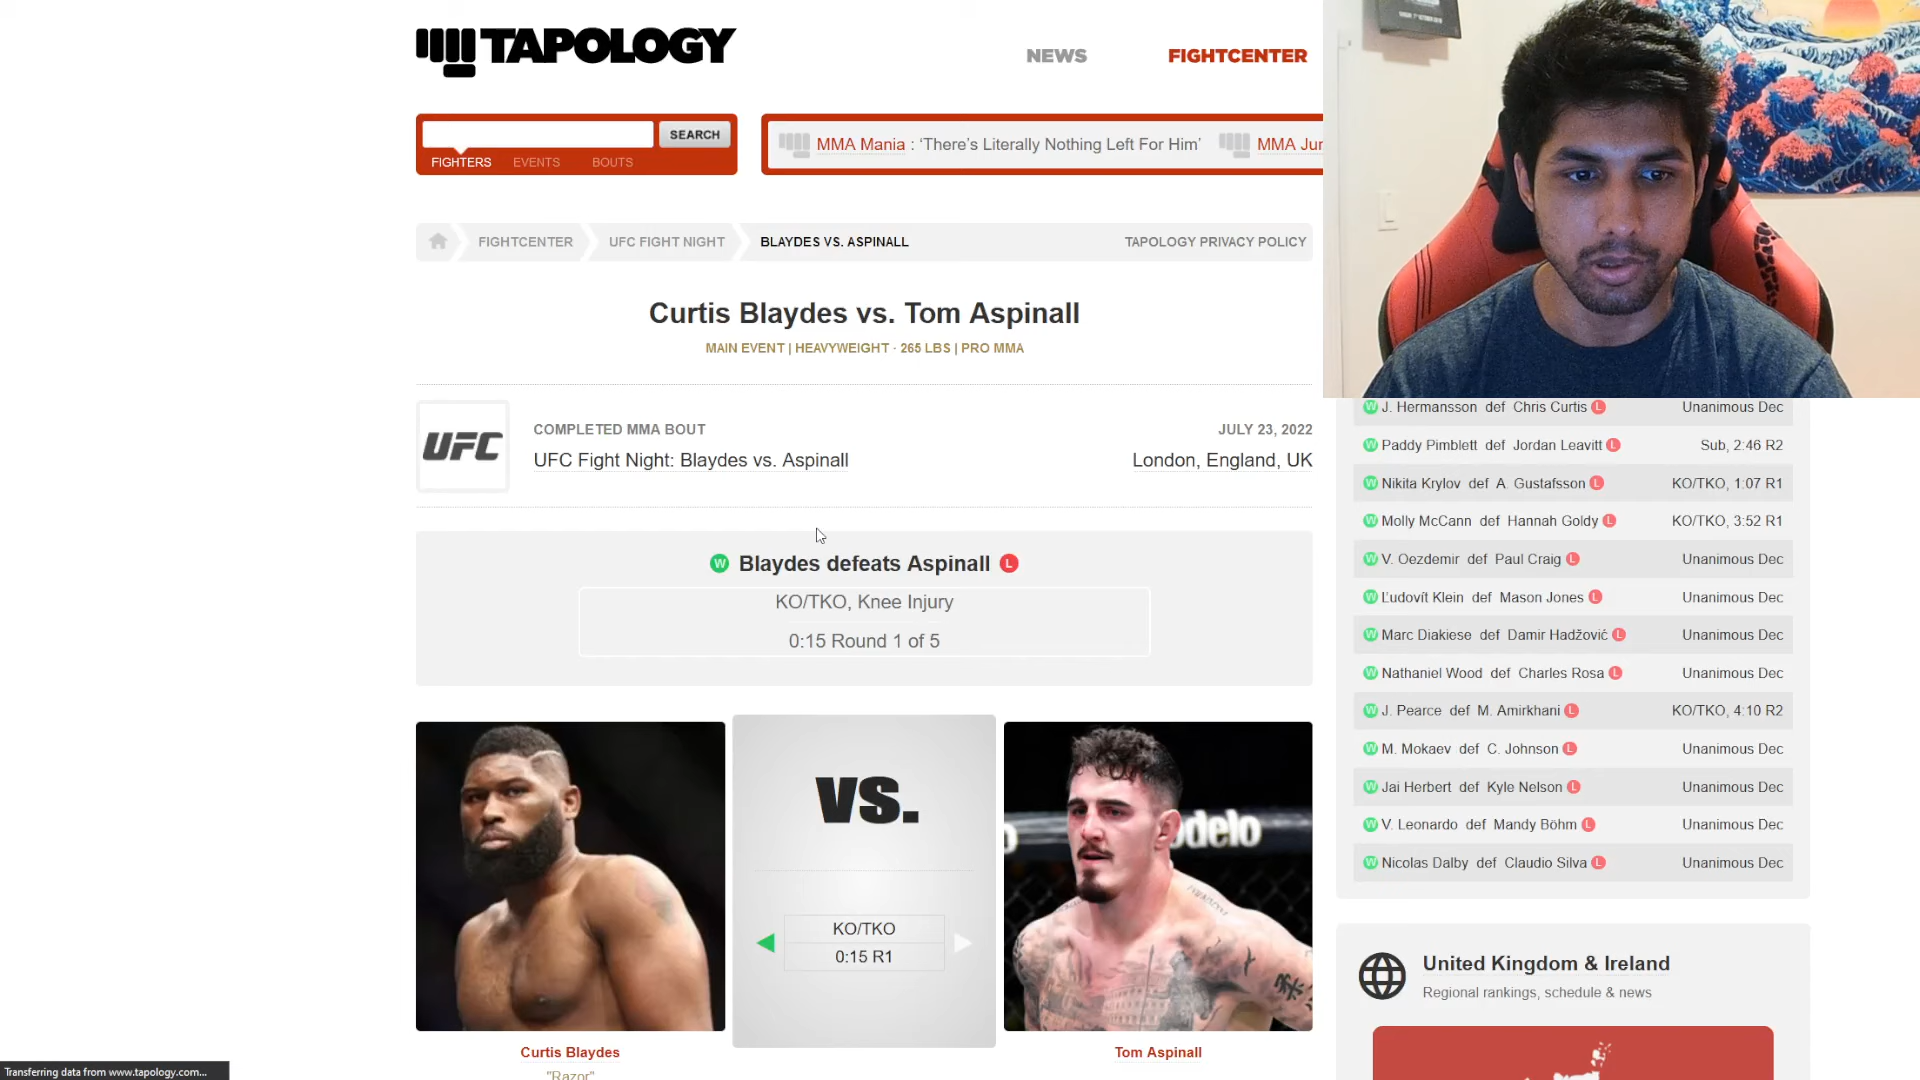 TAPOLOGY
NEWS
FIGHTCENTER
SEARCH
FIGHTERS
EVENTS
BOUTS
MMA Mania : ‘There’s Literally Nothing Left For Him’
MMA Jun
FIGHTCENTER
UFC FIGHT NIGHT
BLAYDES VS. ASPINALL
TAPOLOGY PRIVACY POLICY
Curtis Blaydes vs. Tom Aspinall
MAIN EVENT | HEAVYWEIGHT · 265 LBS | PRO MMA
UFC
COMPLETED MMA BOUT
JULY 23, 2022
UFC Fight Night: Blaydes vs. Aspinall
London, England, UK
W Blaydes defeats Aspinall L
KO/TKO, Knee Injury
0:15 Round 1 of 5
VS.
KO/TKO
0:15 R1
delo
Curtis Blaydes
"Razor"
Tom Aspinall
W J. Hermansson def Chris Curtis L Unanimous Dec
W Paddy Pimblett def Jordan Leavitt L Sub, 2:46 R2
W Nikita Krylov def A. Gustafsson L KO/TKO, 1:07 R1
W Molly McCann def Hannah Goldy L KO/TKO, 3:52 R1
W V. Oezdemir def Paul Craig L Unanimous Dec
W Ľudovít Klein def Mason Jones L Unanimous Dec
W Marc Diakiese def Damir Hadžović L Unanimous Dec
W Nathaniel Wood def Charles Rosa L Unanimous Dec
W J. Pearce def M. Amirkhani L KO/TKO, 4:10 R2
W M. Mokaev def C. Johnson L Unanimous Dec
W Jai Herbert def Kyle Nelson L Unanimous Dec
W V. Leonardo def Mandy Böhm L Unanimous Dec
W Nicolas Dalby def Claudio Silva L Unanimous Dec
United Kingdom & Ireland
Regional rankings, schedule & news
Transferring data from www.tapology.com...